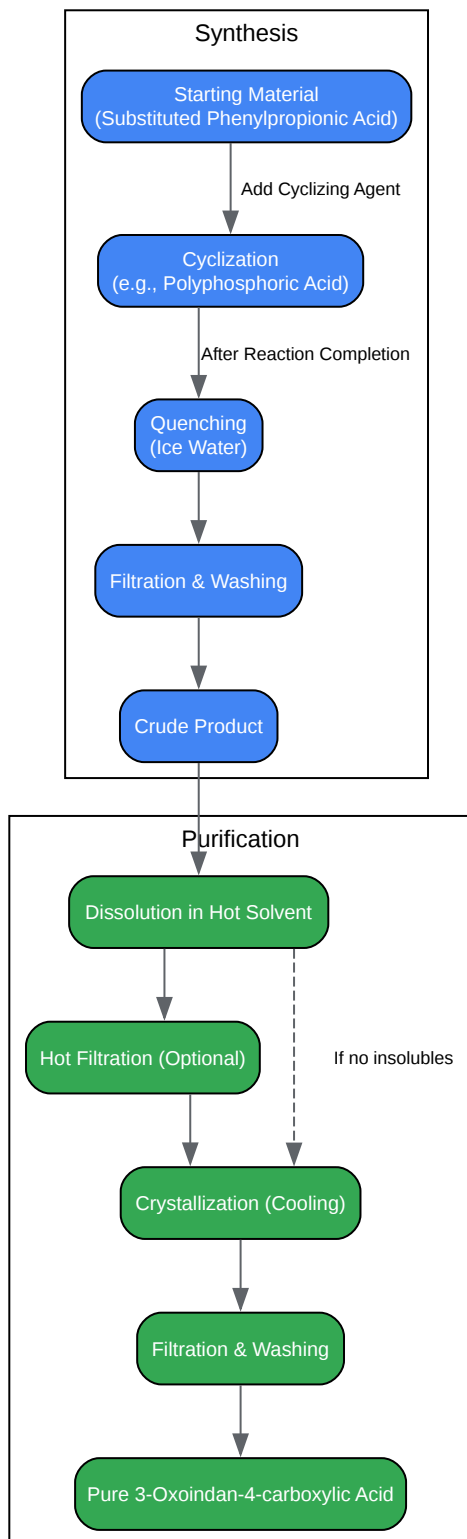 Synthesis
Starting Material
(Substituted Phenylpropionic Acid)
Add Cyclizing Agent
Cyclization
(e.g., Polyphosphoric Acid)
After Reaction Completion
Quenching
(Ice Water)
Filtration & Washing
Crude Product
Purification
Dissolution in Hot Solvent
Hot Filtration (Optional)
If no insolubles
Crystallization (Cooling)
Filtration & Washing
Pure 3-Oxoindan-4-carboxylic Acid